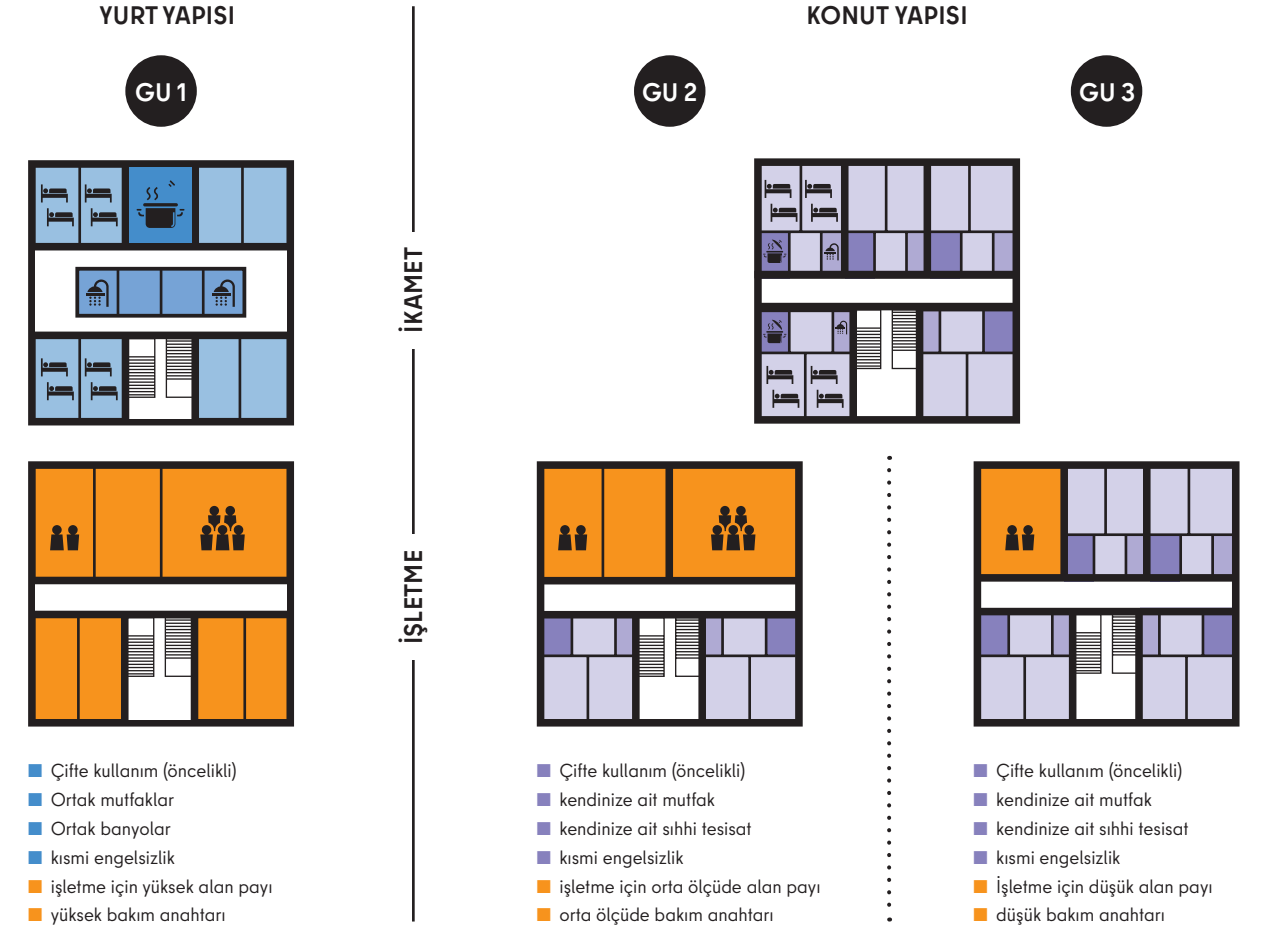 YURT YAPISI
KONUT YAPISI
GU 1
GU 2
GU 3
İKAMET
İŞLETME
Çifte kullanım (öncelikli)
Ortak mutfaklar
Ortak banyolar
kısmi engelsizlik
işletme için yüksek alan payı
yüksek bakım anahtarı
Çifte kullanım (öncelikli)
kendinize ait mutfak
kendinize ait sıhhi tesisat
kısmi engelsizlik
işletme için orta ölçüde alan payı
orta ölçüde bakım anahtarı
Çifte kullanım (öncelikli)
kendinize ait mutfak
kendinize ait sıhhi tesisat
kısmi engelsizlik
İşletme için düşük alan payı
düşük bakım anahtarı